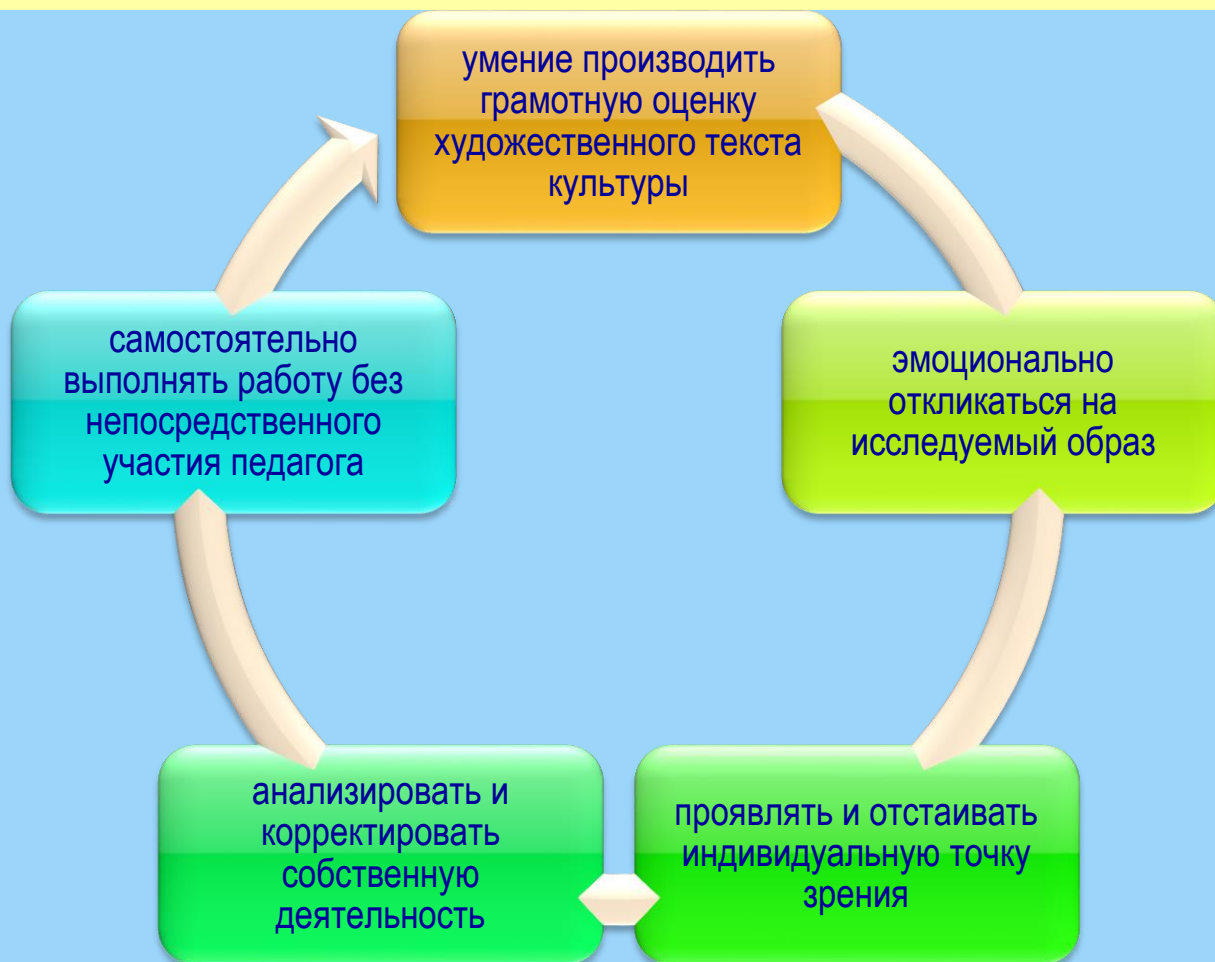 умение производить
грамотную оценку
художественного текста
культуры
эмоционально
откликаться на
исследуемый образ
проявлять и отстаивать
индивидуальную точку
зрения
анализировать и
корректировать
собственную
деятельность
самостоятельно
выполнять работу без
непосредственного
участия педагога